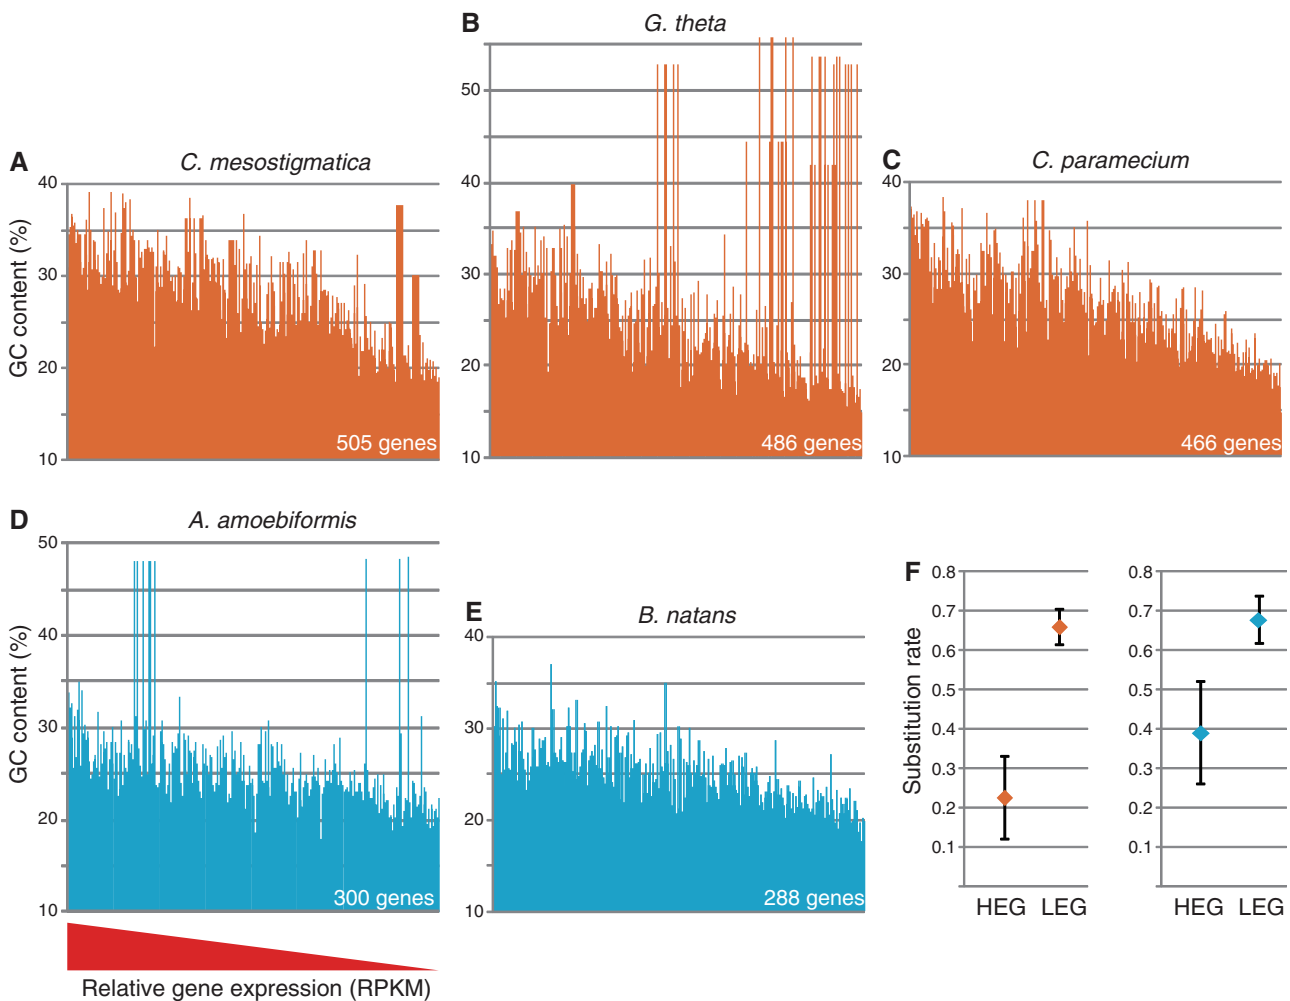 A
C. mesostigmatica
GC content (%)
40
30
20
10
505 genes
B
G. theta
50
40
30
20
10
486 genes
C
C. paramecium
40
30
20
10
466 genes
D
A. amoebiformis
GC content (%)
50
40
30
20
10
300 genes
Relative gene expression (RPKM)
E
B. natans
40
30
20
10
288 genes
F
Substitution rate
0.8
0.7
0.6
0.5
0.4
0.3
0.2
0.1
HEG LEG
0.8
0.7
0.6
0.5
0.4
0.3
0.2
0.1
HEG LEG